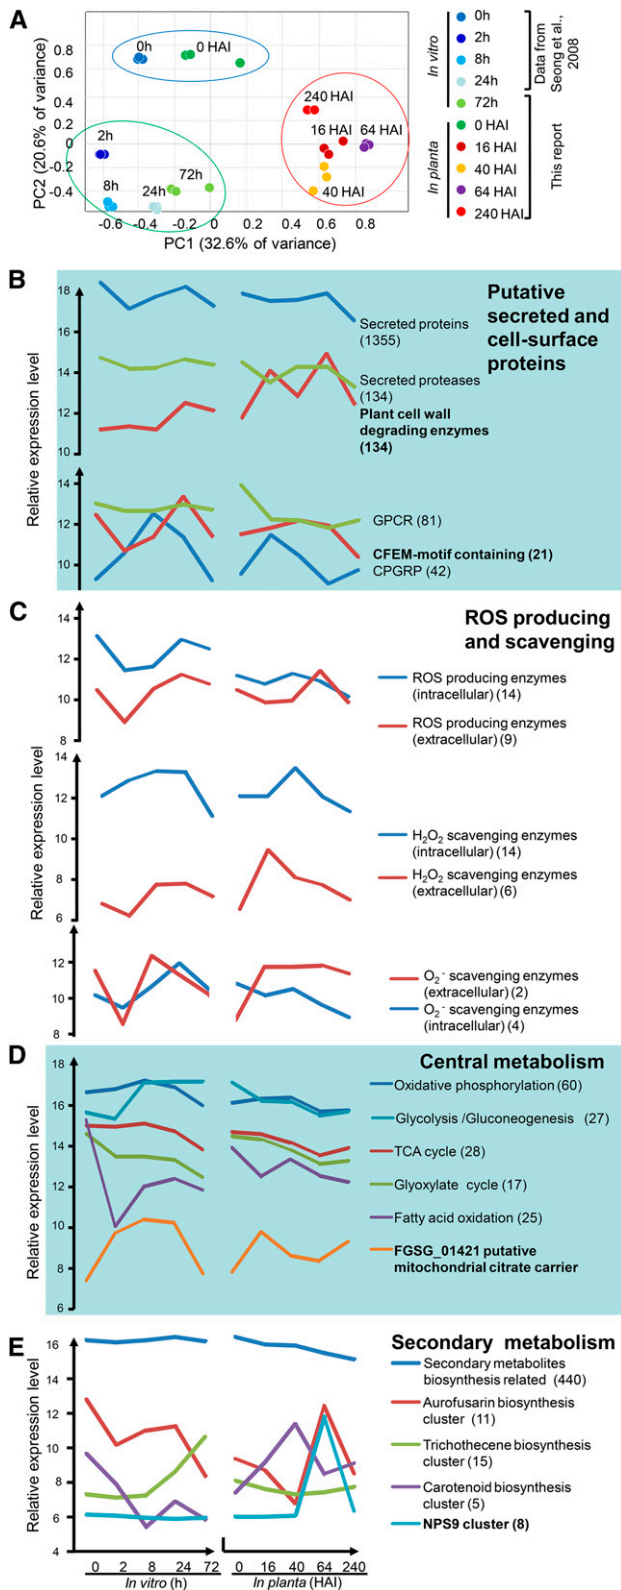 A
PC2 (20.6% of variance)
0.8
0.6
0.4
0.2
0
-0.2
-0.4
0h
0 HAI
240 HAI
16 HAI
64 HAI
40 HAI
2h
8h
24h
72h
-0.6 -0.4 -0.2 0 0.2 0.4 0.6 0.8
PC1 (32.6% of variance)
In vitro
In planta
0h
2h
8h
24h
72h
0 HAI
16 HAI
40 HAI
64 HAI
240 HAI
Data from Seong et al., 2008
This report
B
Putative secreted and cell-surface proteins
Relative expression level
18
16
14
12
10
Secreted proteins
(1355)
Secreted proteases
(134)
Plant cell wall
degrading enzymes
(134)
14
12
10
GPCR (81)
CFEM-motif containing (21)
CPGRP (42)
C
ROS producing
and scavenging
Relative expression level
14
12
10
8
ROS producing enzymes
(intracellular) (14)
ROS producing enzymes
(extracellular) (9)
14
12
10
8
6
H2O2 scavenging enzymes
(intracellular) (14)
H2O2 scavenging enzymes
(extracellular) (6)
12
10
8
O2- scavenging enzymes
(extracellular) (2)
O2- scavenging enzymes
(intracellular) (4)
D
Central metabolism
Relative expression level
18
16
14
12
10
8
6
Oxidative phosphorylation (60)
Glycolysis /Gluconeogenesis (27)
TCA cycle (28)
Glyoxylate cycle (17)
Fatty acid oxidation (25)
FGSG_01421 putative
mitochondrial citrate carrier
E
Secondary metabolism
Relative expression level
16
14
12
10
8
6
4
Secondary metabolites
biosynthesis related (440)
Aurofusarin biosynthesis
cluster (11)
Trichothecene biosynthesis
cluster (15)
Carotenoid biosynthesis
cluster (5)
NPS9 cluster (8)
0 2 8 24 72 0 16 40 64 240
In vitro (h) In planta (HAI)